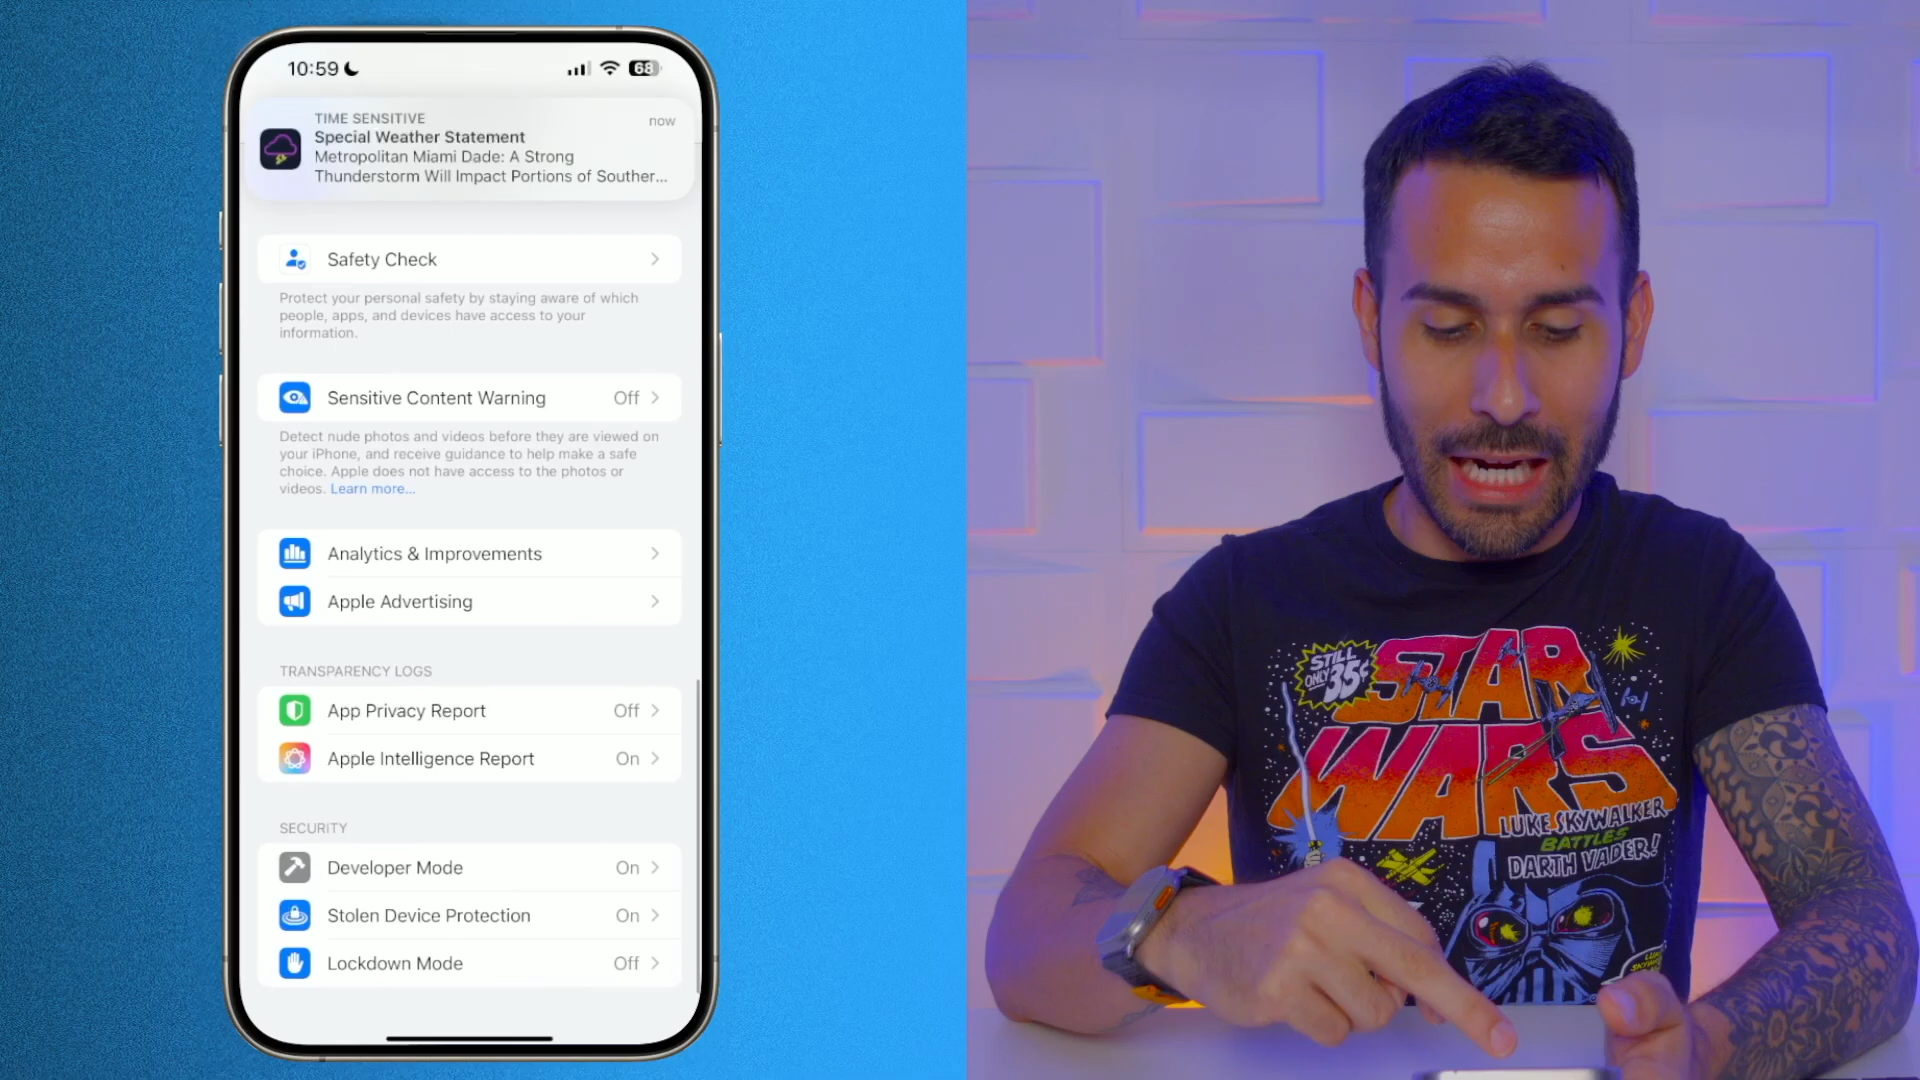 10:59
68
TIME SENSITIVE
now
Special Weather Statement
Metropolitan Miami Dade: A Strong
Thunderstorm Will Impact Portions of Souther...
Safety Check
Protect your personal safety by staying aware of which
people, apps, and devices have access to your
information.
Sensitive Content Warning Off
Detect nude photos and videos before they are viewed on
your iPhone, and receive guidance to help make a safe
choice. Apple does not have access to the photos or
videos. Learn more...
Analytics & Improvements
Apple Advertising
TRANSPARENCY LOGS
App Privacy Report Off
Apple Intelligence Report On
SECURITY
Developer Mode On
Stolen Device Protection On
Lockdown Mode Off
STILL
ONLY 35¢
STAR
WARS
LUKE SKYWALKER
BATTLES
DARTH VADER!